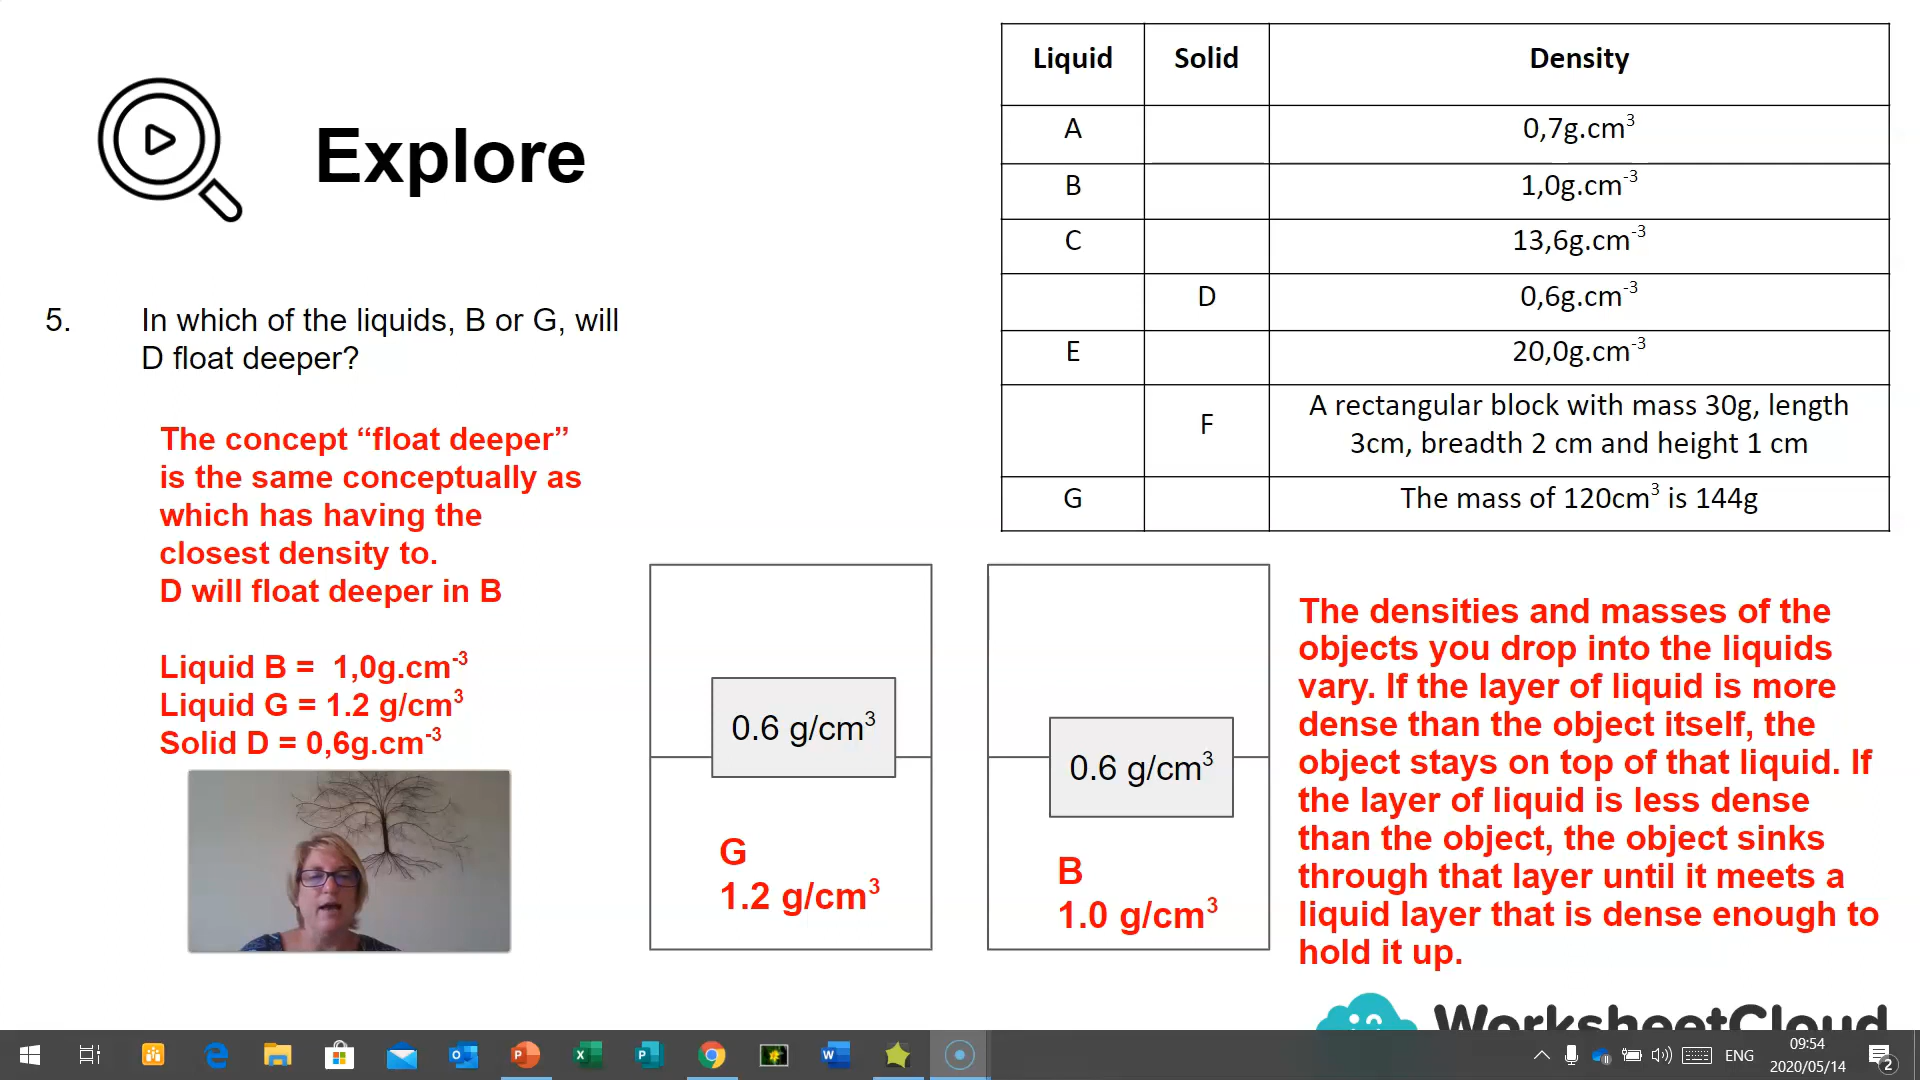 Explore
Liquid Solid Density
A 0,7g.cm³
B 1,0g.cm⁻³
C 13,6g.cm⁻³
D 0,6g.cm⁻³
E 20,0g.cm⁻³
F A rectangular block with mass 30g, length
3cm, breadth 2 cm and height 1 cm
G The mass of 120cm³ is 144g
5. In which of the liquids, B or G, will
D float deeper?
The concept “float deeper”
is the same conceptually as
which has having the
closest density to.
D will float deeper in B
Liquid B = 1,0g.cm⁻³
Liquid G = 1.2 g/cm³
Solid D = 0,6g.cm⁻³
0.6 g/cm³
G
1.2 g/cm³
0.6 g/cm³
B
1.0 g/cm³
The densities and masses of the
objects you drop into the liquids
vary. If the layer of liquid is more
dense than the object itself, the
object stays on top of that liquid. If
the layer of liquid is less dense
than the object, the object sinks
through that layer until it meets a
liquid layer that is dense enough to
hold it up.
WorksheetCloud
ENG
09:54
2020/05/14
2